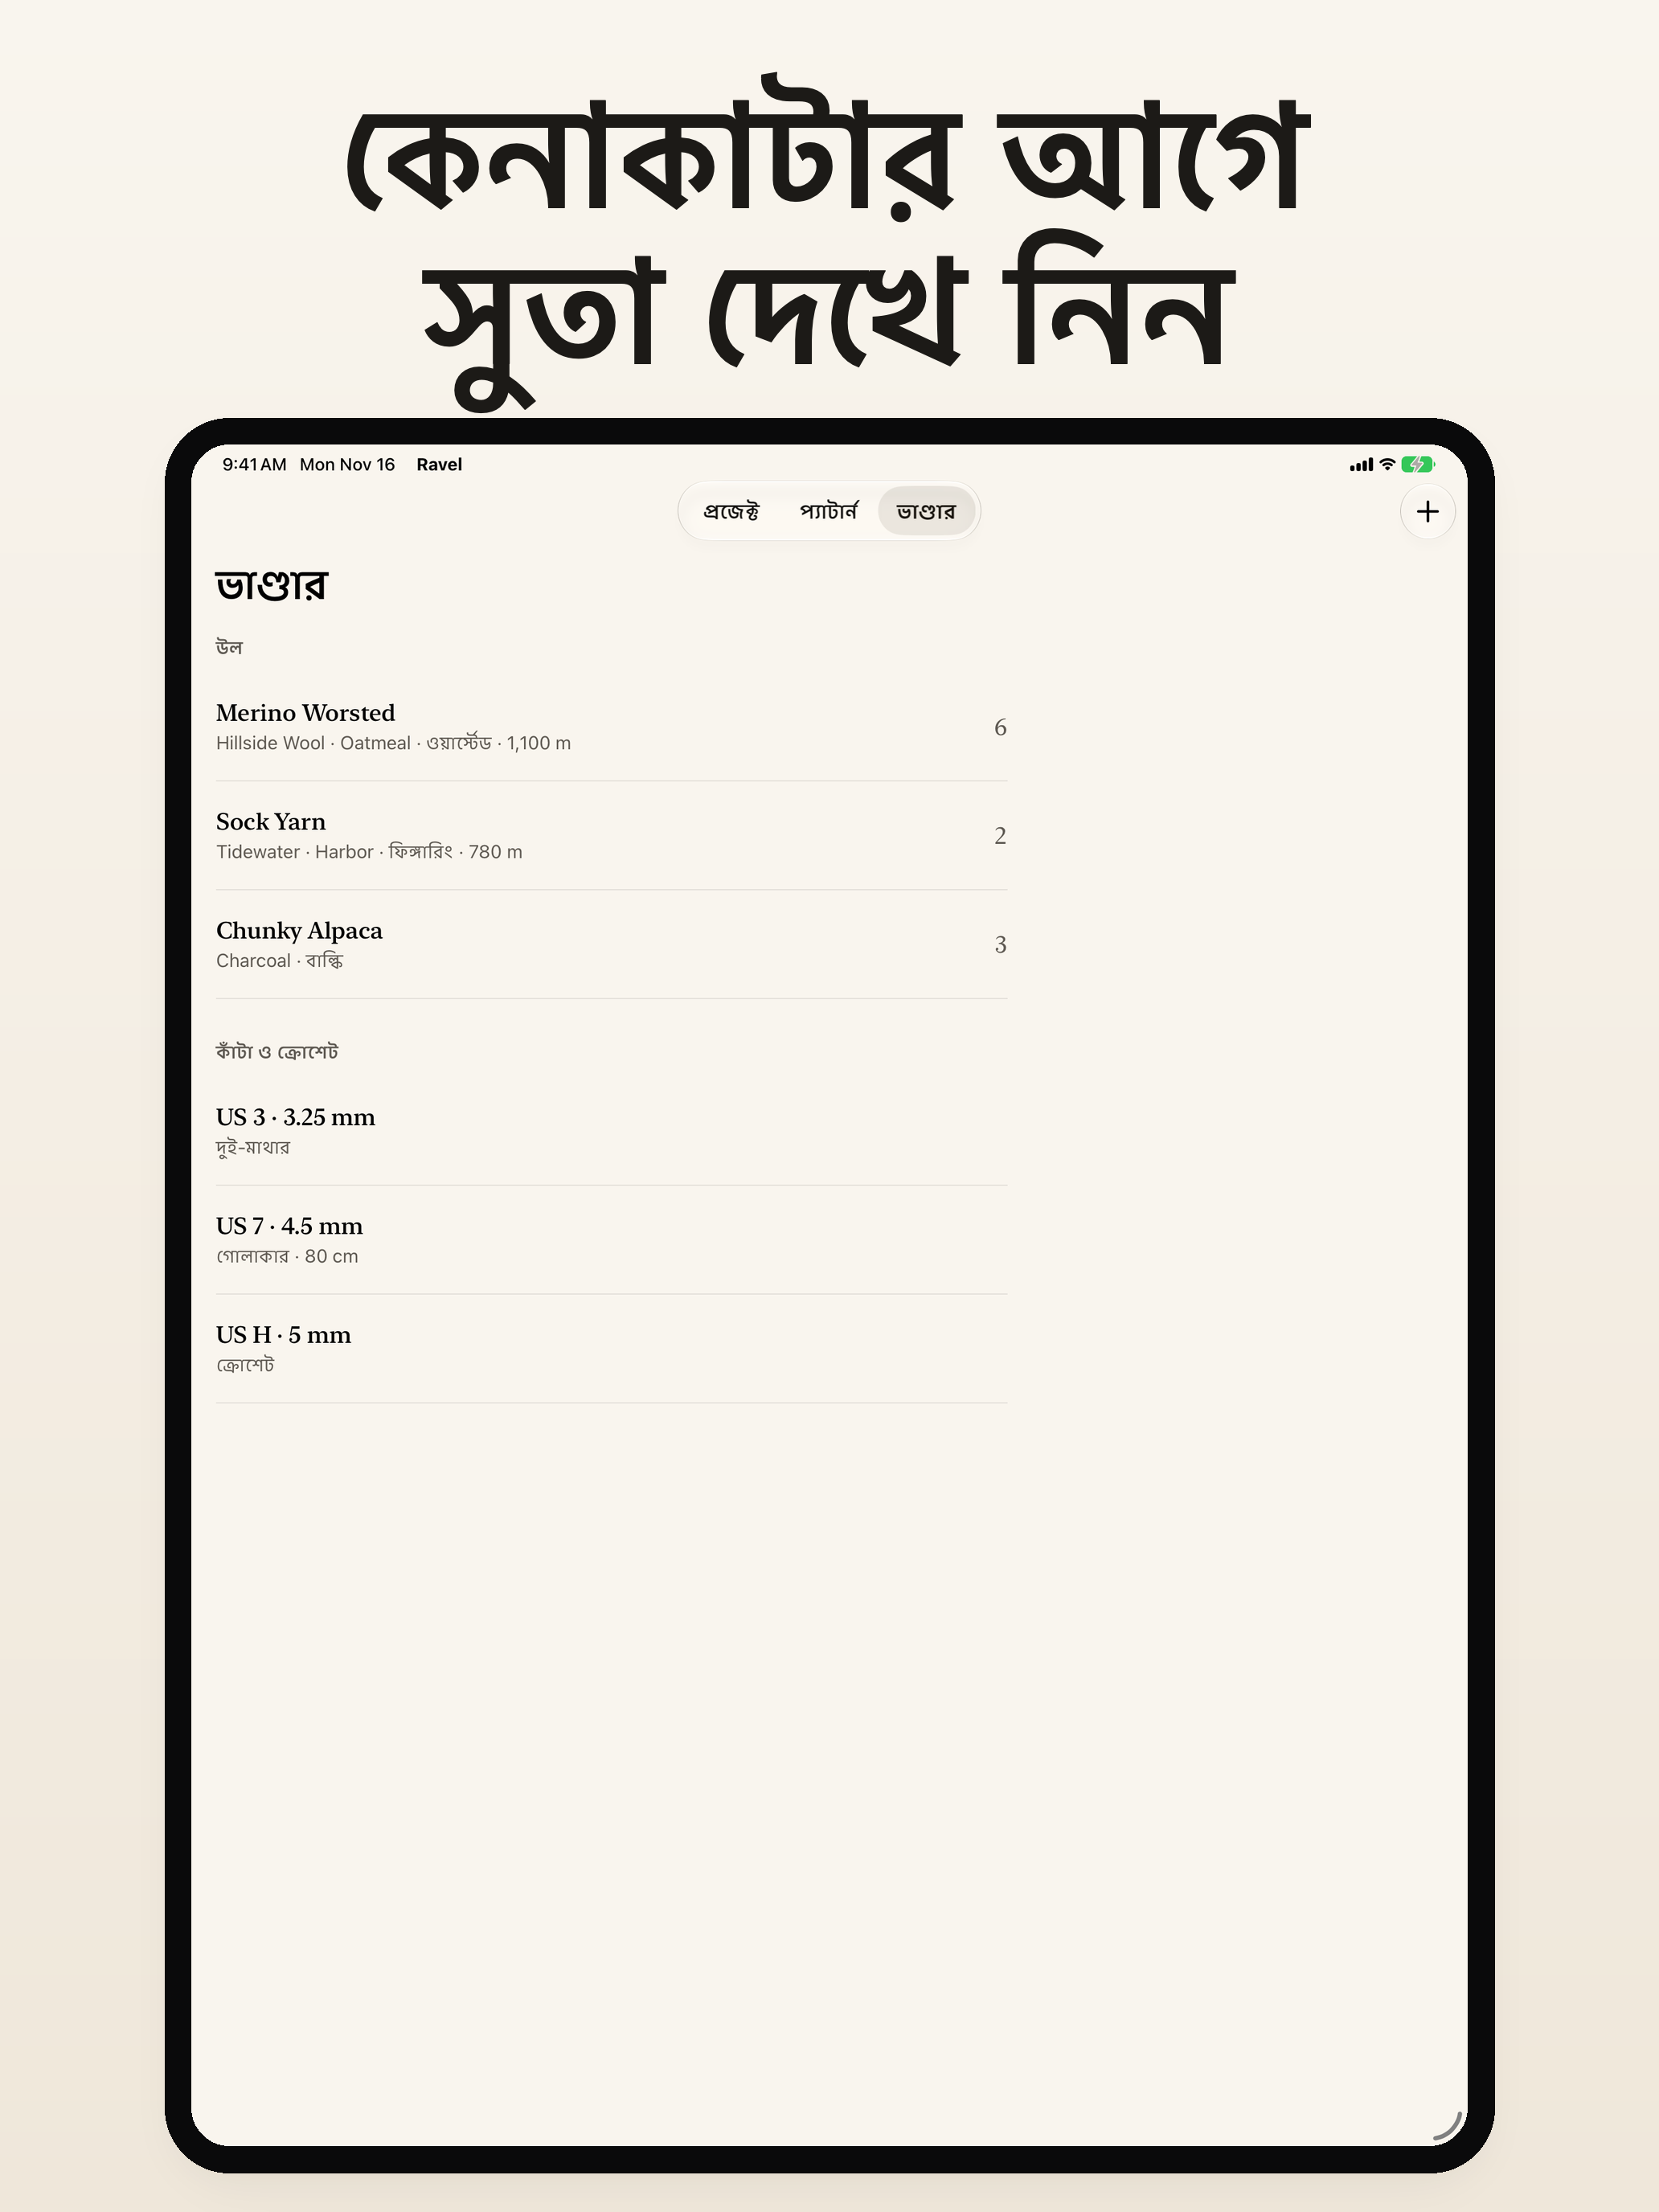 কেনাকাটার আগে
সুতা দেখে নিন
9:41 AM Mon Nov 16 Ravel
প্রজেক্ট প্যাটার্ন ভাণ্ডার
ভাণ্ডার
উল
Merino Worsted
6
Hillside Wool · Oatmeal · ওয়ার্স্টেড · 1,100 m
Sock Yarn
2
Tidewater · Harbor · ফিঙ্গারিং · 780 m
Chunky Alpaca
3
Charcoal · বাল্কি
কাঁটা ও ক্রোশেট
US 3 · 3.25 mm
দুই-মাথার
US 7 · 4.5 mm
গোলাকার · 80 cm
US H · 5 mm
ক্রোশেট